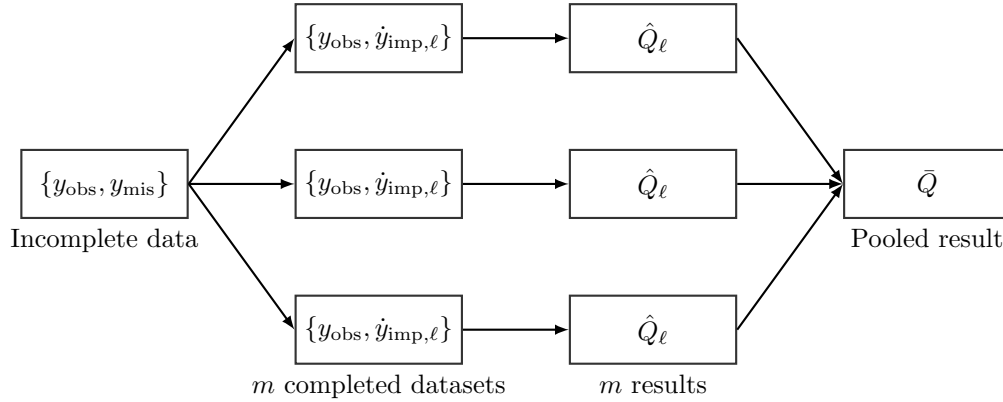 {y_obs, ẏ_imp,ℓ}
Q̂_ℓ
{y_obs, y_mis}
{y_obs, ẏ_imp,ℓ}
Q̂_ℓ
Q̄
Incomplete data
Pooled result
{y_obs, ẏ_imp,ℓ}
Q̂_ℓ
m completed datasets
m results